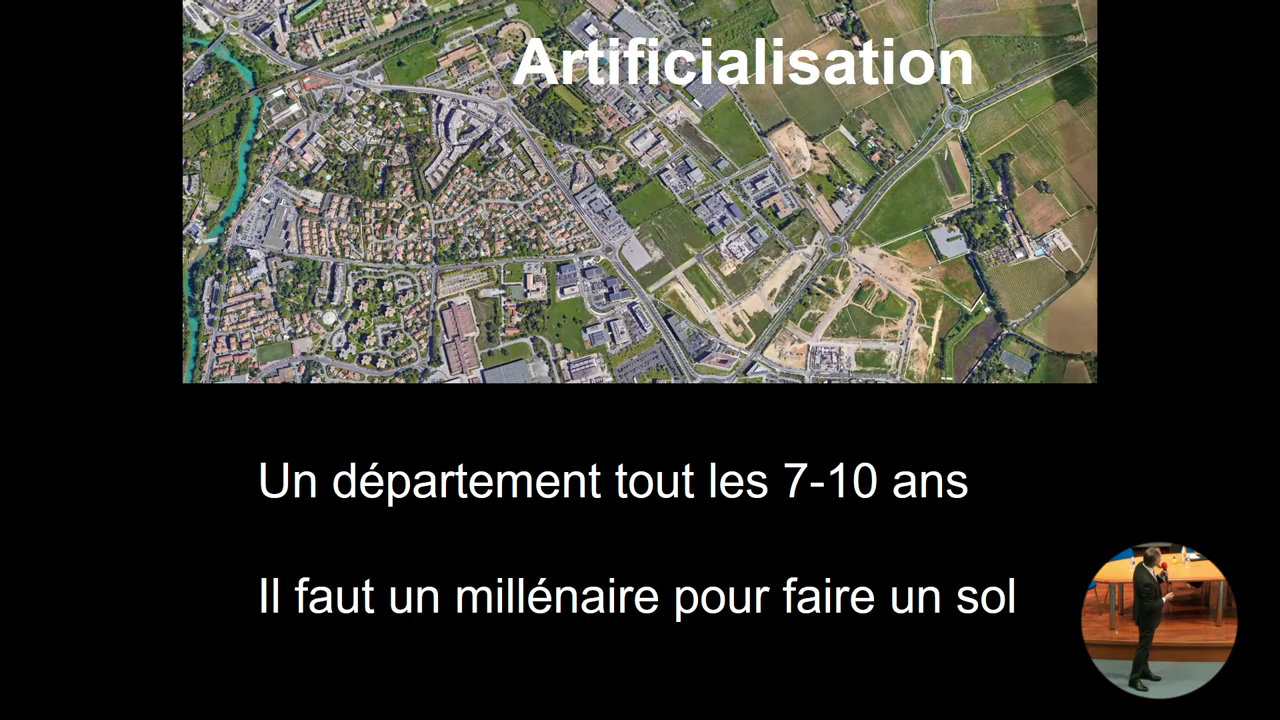 Artificialisation
Un département tout les 7-10 ans
Il faut un millénaire pour faire un sol